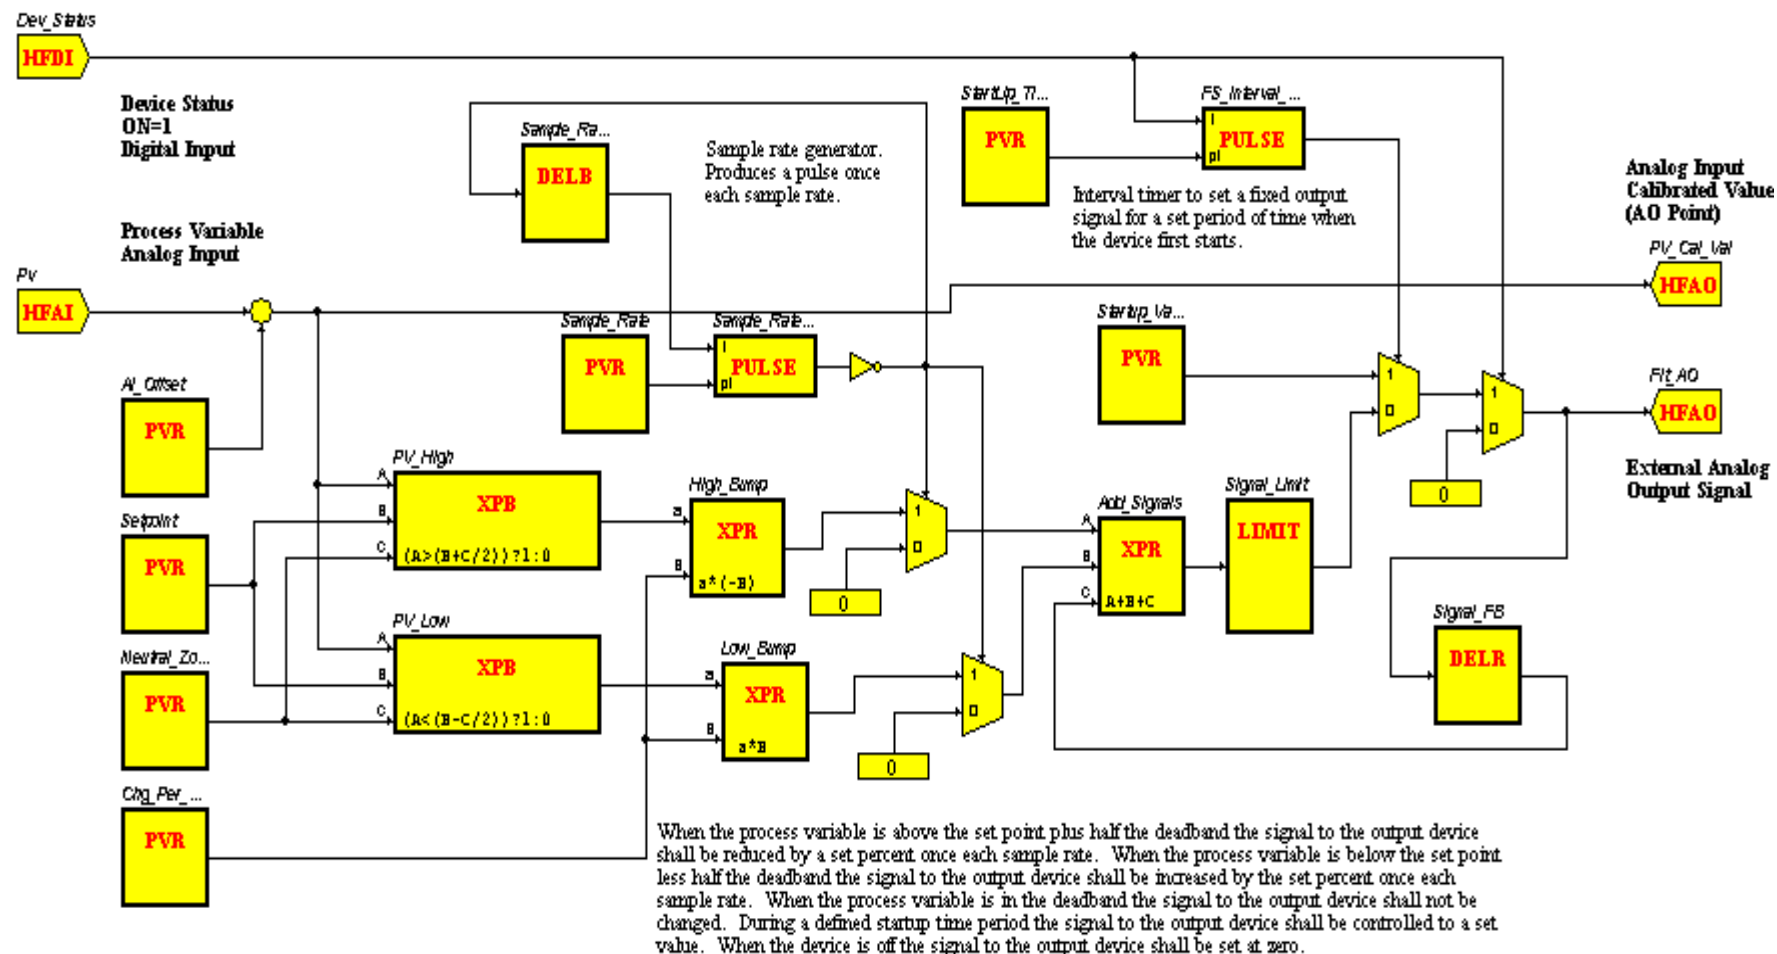 Dev_Status
HFDI
Device Status
ON=1
Digital Input
Process Variable
Analog Input
Pv
HFAI
Sample_Ra...
DELB
Sample rate generator.
Produces a pulse once
each sample rate.
StartUp_Ti...
PVR
FS_Interval_...
I
PULSE
pl
Interval timer to set a fixed output
signal for a set period of time when
the device first starts.
Analog Input
Calibrated Value
(AO Point)
PV_Cal_Val
HFAO
Sample_Rate
PVR
Sample_Rate...
I
PULSE
pl
Startup_Va...
PVR
1
0
1
0
0
Flt_AO
HFAO
External Analog
Output Signal
AI_Offset
PVR
Setpoint
PVR
Neutral_Zo...
PVR
Chg_Per_...
PVR
PV_High
A
B
C
XPB
(A>(B+C/2))?1:0
PV_Low
A
B
C
XPB
(A<(B-C/2))?1:0
High_Bump
a
B
XPR
a*(-B)
1
0
0
Low_Bump
a
B
XPR
a*B
1
0
0
Add_Signals
A
B
C
XPR
A+B+C
Signal_Limit
LIMIT
Signal_FB
DELR
When the process variable is above the set point plus half the deadband the signal to the output device
shall be reduced by a set percent once each sample rate. When the process variable is below the set point
less half the deadband the signal to the output device shall be increased by the set percent once each
sample rate. When the process variable is in the deadband the signal to the output device shall not be
changed. During a defined startup time period the signal to the output device shall be controlled to a set
value. When the device is off the signal to the output device shall be set at zero.